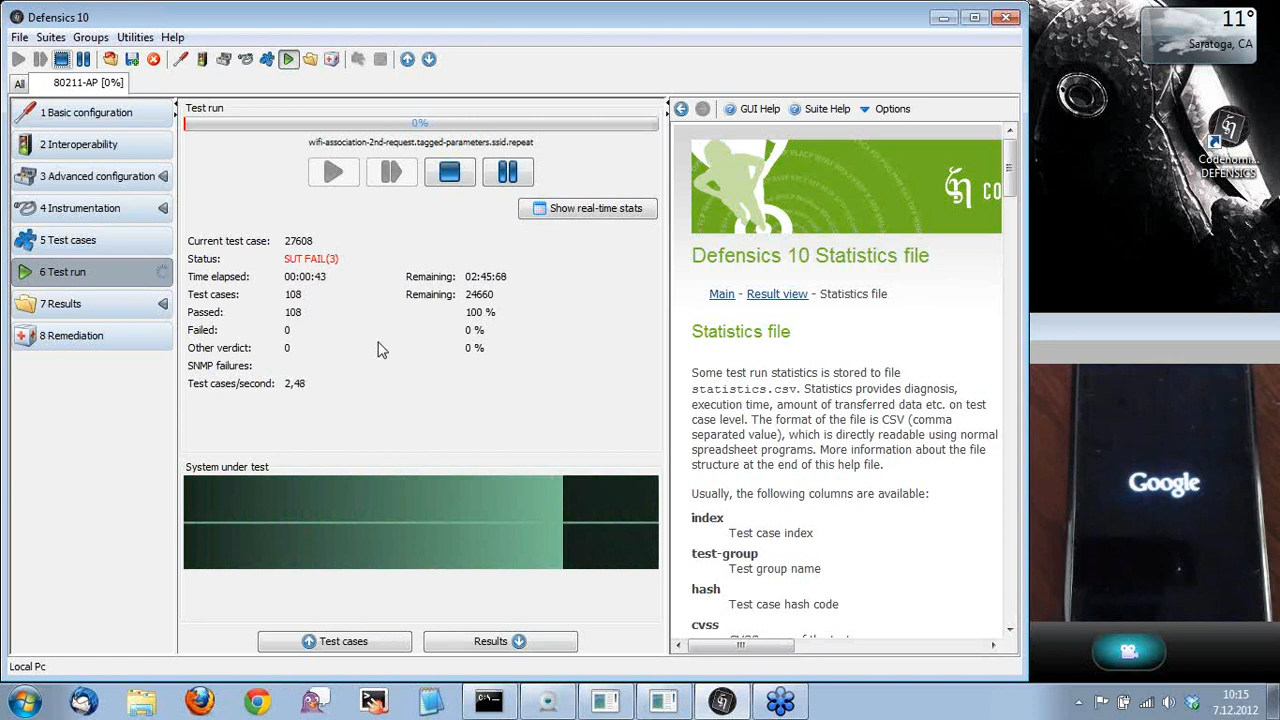 Defensics 10
File Suites Groups Utilities Help
All 80211-AP [0%]
1 Basic configuration
2 Interoperability
3 Advanced configuration
4 Instrumentation
5 Test cases
6 Test run
7 Results
8 Remediation
Test run
0%
wifi-association-2nd-request.tagged-parameters.ssid.repeat
Show real-time stats
Current test case: 27608
Status: SUT FAIL(3)
Time elapsed: 00:00:43 Remaining: 02:45:68
Test cases: 108 Remaining: 24660
Passed: 108 100 %
Failed: 0 0 %
Other verdict: 0 0 %
SNMP failures:
Test cases/second: 2,48
System under test
Test cases Results
Local Pc
GUI Help Suite Help Options
CO
Defensics 10 Statistics file
Main - Result view - Statistics file
Statistics file
Some test run statistics is stored to file
statistics.csv. Statistics provides diagnosis,
execution time, amount of transferred data etc. on test
case level. The format of the file is CSV (comma
separated value), which is directly readable using normal
spreadsheet programs. More information about the file
structure at the end of this help file.
Usually, the following columns are available:
index
Test case index
test-group
Test group name
hash
Test case hash code
cvss
11°
Saratoga, CA
Codenomi...
DEFENSICS
Google
10:15
7.12.2012